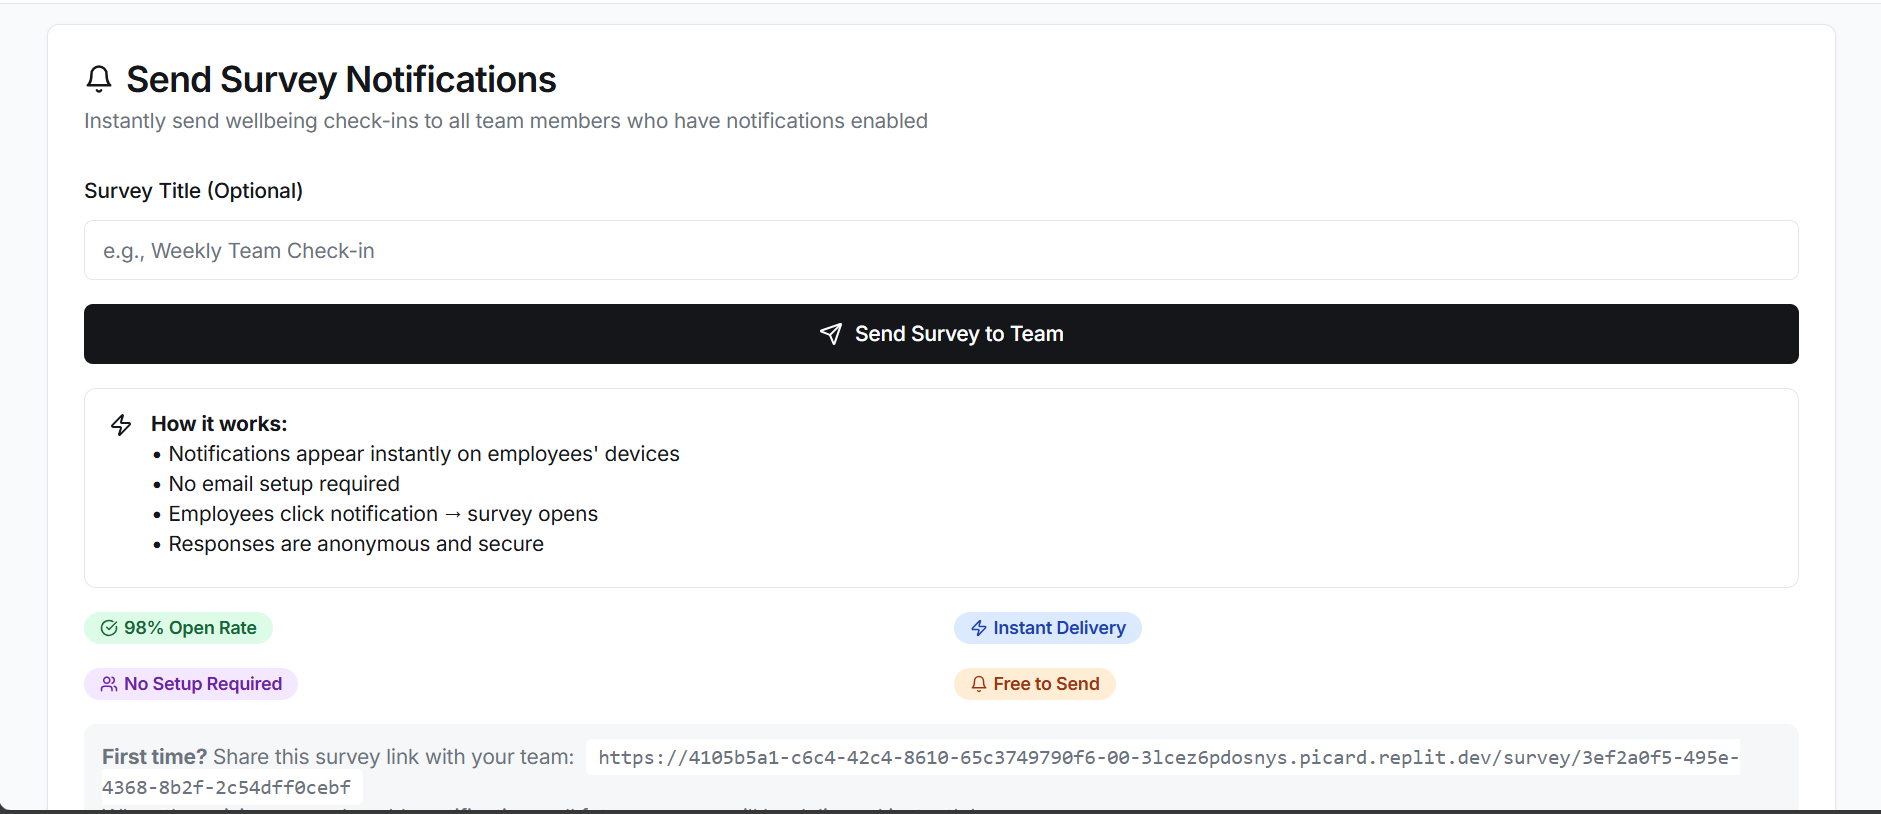 Send Survey Notifications
Instantly send wellbeing check-ins to all team members who have notifications enabled
Survey Title (Optional)
e.g., Weekly Team Check-in
Send Survey to Team
How it works:
• Notifications appear instantly on employees' devices
• No email setup required
• Employees click notification → survey opens
• Responses are anonymous and secure
98% Open Rate
Instant Delivery
No Setup Required
Free to Send
First time? Share this survey link with your team: https://4105b5a1-c6c4-42c4-8610-65c3749790f6-00-3lcez6pdosnys.picard.replit.dev/survey/3ef2a0f5-495e-
4368-8b2f-2c54dff0cebf